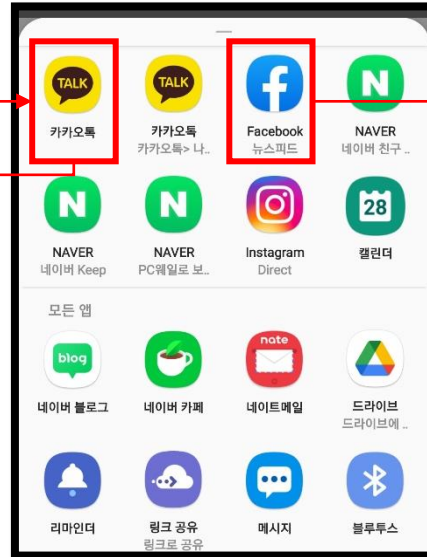 TALK
TALK
N
카카오톡
카카오톡
Facebook
NAVER
카카오톡> 나..
뉴스피드
네이버 친구 ..
N
N
28
NAVER
NAVER
Instagram
캘린더
네이버 Keep
PC웨일로 보..
Direct
모든 앱
blog
nate
네이버 블로그
네이버 카페
네이트메일
드라이브
드라이브에 ..
리마인더
링크 공유
메시지
블루투스
링크로 공유